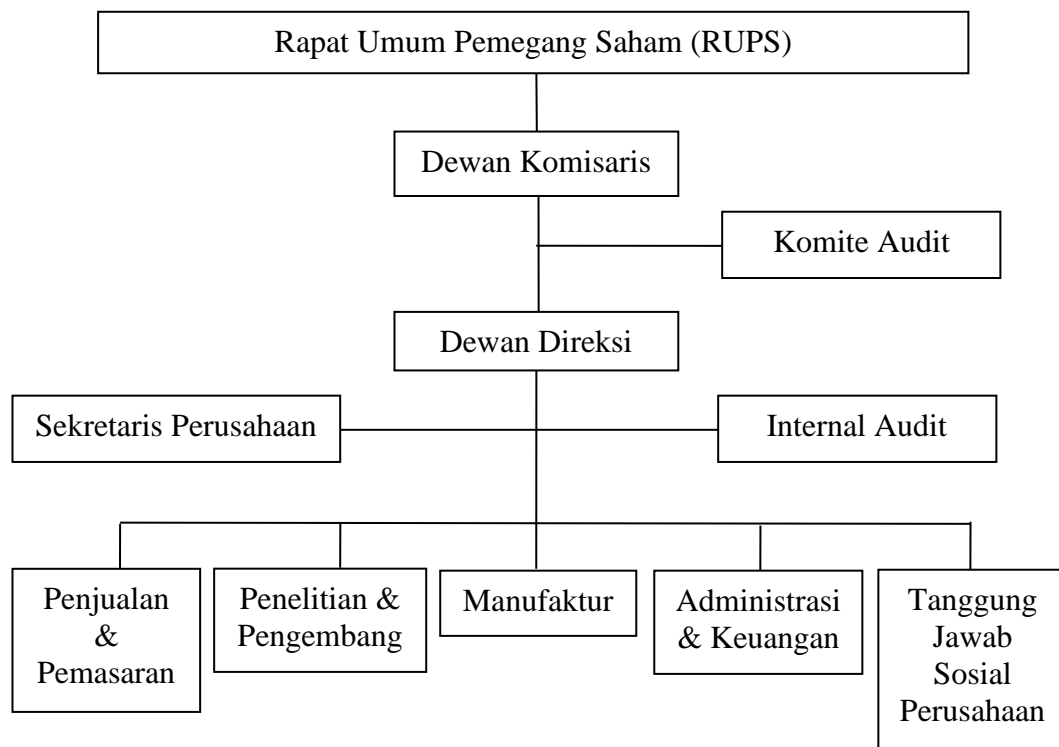 Rapat Umum Pemegang Saham (RUPS)
Dewan Komisaris
Komite Audit
Dewan Direksi
Sekretaris Perusahaan
Internal Audit
Penjualan
&
Pemasaran
Penelitian &
Pengembang
Manufaktur
Administrasi
& Keuangan
Tanggung
Jawab
Sosial
Perusahaan